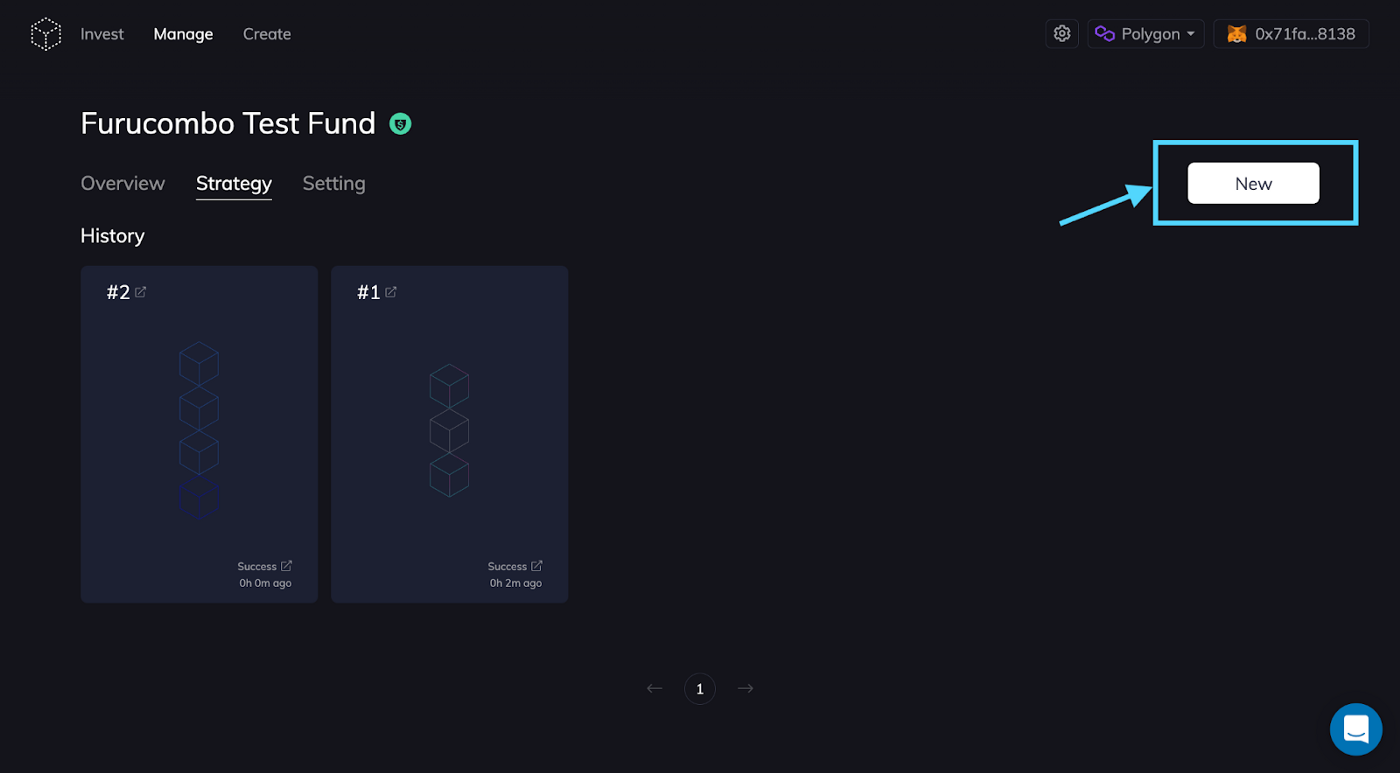 Invest Manage Create Polygon 0x71fa...8138
Furucombo Test Fund
Overview Strategy Setting New
History
#2 #1
Success Success
0h 0m ago 0h 2m ago
1